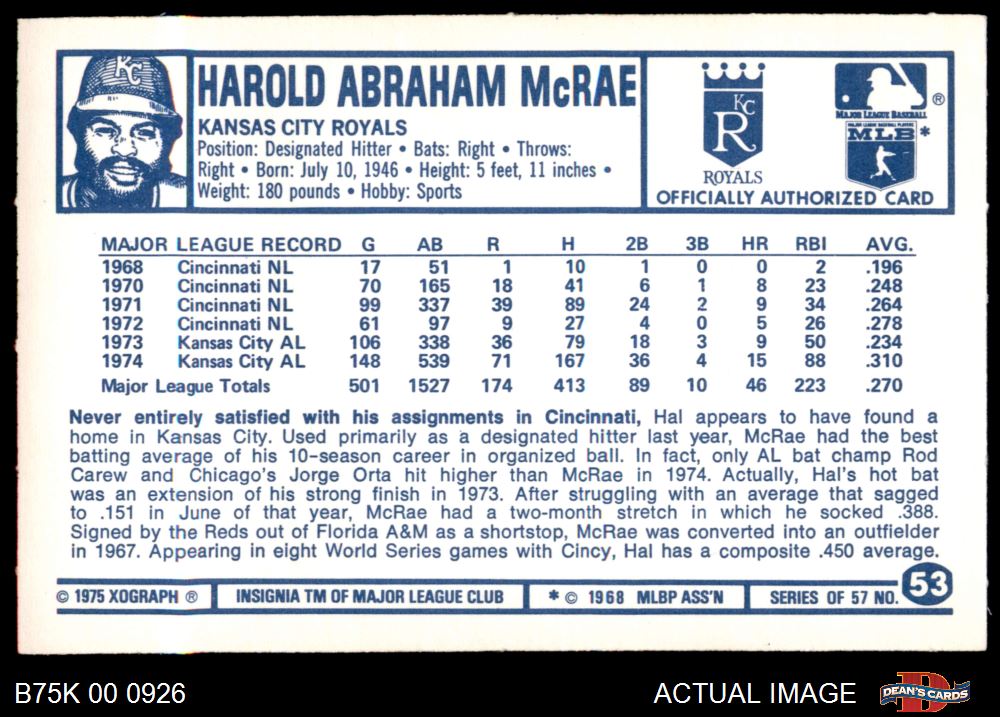 KC
HAROLD ABRAHAM McRAE
KANSAS CITY ROYALS
Position: Designated Hitter • Bats: Right • Throws:
Right • Born: July 10, 1946 • Height: 5 feet, 11 inches •
Weight: 180 pounds • Hobby: Sports
KC
R
ROYALS
®
MAJOR LEAGUE BASEBALL
MAJOR LEAGUE BASEBALL PLAYERS
MLB *
OFFICIALLY AUTHORIZED CARD
MAJOR LEAGUE RECORD G AB R H 2B 3B HR RBI AVG.
1968 Cincinnati NL 17 51 1 10 1 0 0 2 .196
1970 Cincinnati NL 70 165 18 41 6 1 8 23 .248
1971 Cincinnati NL 99 337 39 89 24 2 9 34 .264
1972 Cincinnati NL 61 97 9 27 4 0 5 26 .278
1973 Kansas City AL 106 338 36 79 18 3 9 50 .234
1974 Kansas City AL 148 539 71 167 36 4 15 88 .310
Major League Totals 501 1527 174 413 89 10 46 223 .270
Never entirely satisfied with his assignments in Cincinnati, Hal appears to have found a
home in Kansas City. Used primarily as a designated hitter last year, McRae had the best
batting average of his 10-season career in organized ball. In fact, only AL bat champ Rod
Carew and Chicago's Jorge Orta hit higher than McRae in 1974. Actually, Hal's hot bat
was an extension of his strong finish in 1973. After struggling with an average that sagged
to .151 in June of that year, McRae had a two-month stretch in which he socked .388.
Signed by the Reds out of Florida A&M as a shortstop, McRae was converted into an outfielder
in 1967. Appearing in eight World Series games with Cincy, Hal has a composite .450 average.
© 1975 XOGRAPH ® INSIGNIA TM OF MAJOR LEAGUE CLUB * © 1968 MLBP ASS'N SERIES OF 57 NO. 53
B75K 00 0926 ACTUAL IMAGE DEAN'S CARDS